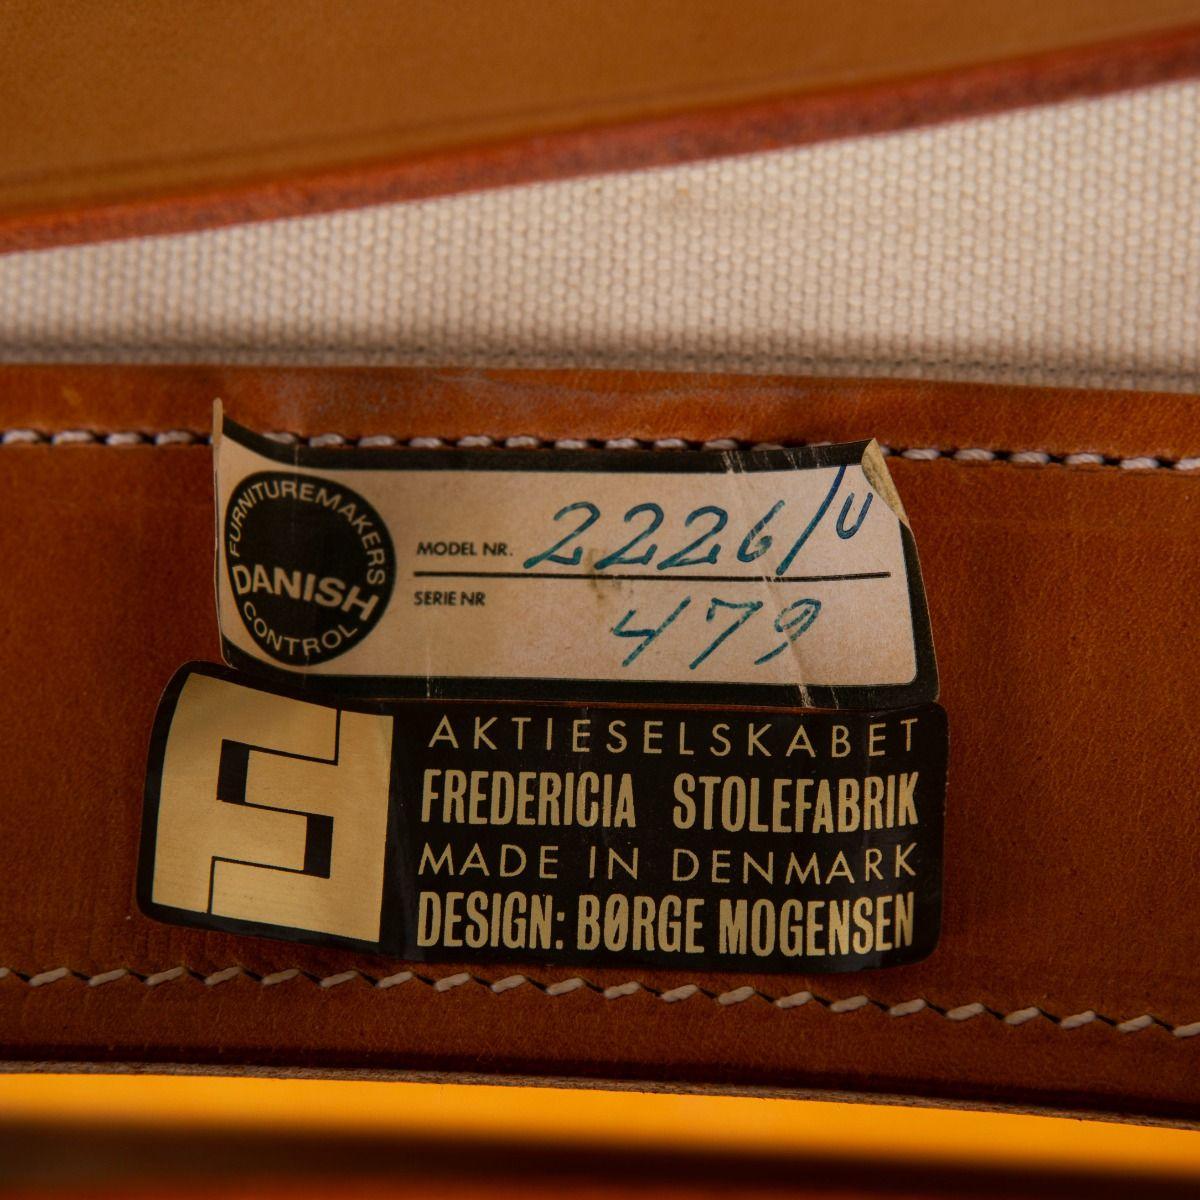 FURNITUREMAKERS
DANISH
CONTROL
MODEL NR. 2226/U
SERIE NR 479
AKTIESELSKABET
FREDERICIA STOLEFABRIK
MADE IN DENMARK
DESIGN: BØRGE MOGENSEN